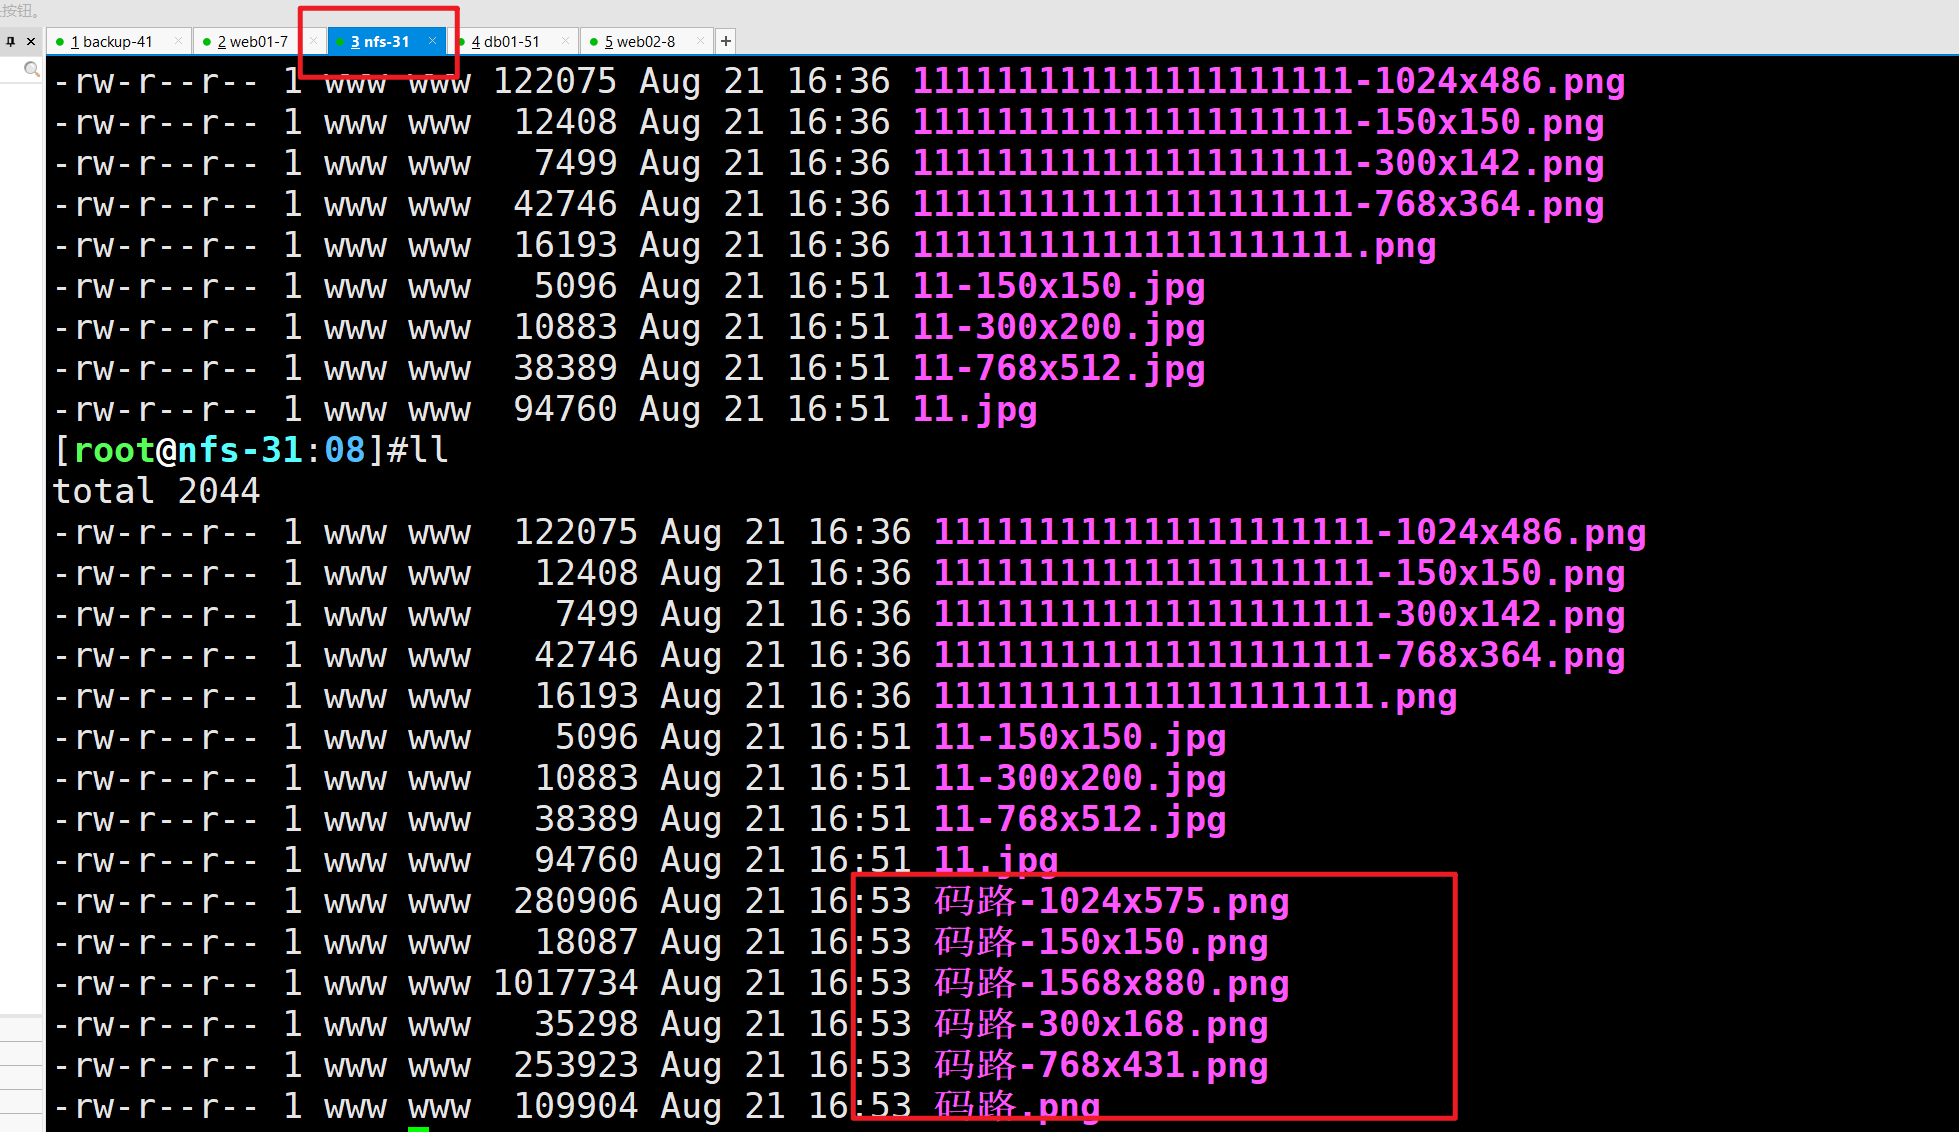 按钮。
1 backup-41 2 web01-7 3 nfs-31 4 db01-51 5 web02-8
-rw-r--r-- 1 www www 122075 Aug 21 16:36 111111111111111111111-1024x486.png
-rw-r--r-- 1 www www 12408 Aug 21 16:36 111111111111111111111-150x150.png
-rw-r--r-- 1 www www 7499 Aug 21 16:36 111111111111111111111-300x142.png
-rw-r--r-- 1 www www 42746 Aug 21 16:36 111111111111111111111-768x364.png
-rw-r--r-- 1 www www 16193 Aug 21 16:36 111111111111111111111.png
-rw-r--r-- 1 www www 5096 Aug 21 16:51 11-150x150.jpg
-rw-r--r-- 1 www www 10883 Aug 21 16:51 11-300x200.jpg
-rw-r--r-- 1 www www 38389 Aug 21 16:51 11-768x512.jpg
-rw-r--r-- 1 www www 94760 Aug 21 16:51 11.jpg
[root@nfs-31:08]#ll
total 2044
-rw-r--r-- 1 www www 122075 Aug 21 16:36 111111111111111111111-1024x486.png
-rw-r--r-- 1 www www 12408 Aug 21 16:36 111111111111111111111-150x150.png
-rw-r--r-- 1 www www 7499 Aug 21 16:36 111111111111111111111-300x142.png
-rw-r--r-- 1 www www 42746 Aug 21 16:36 111111111111111111111-768x364.png
-rw-r--r-- 1 www www 16193 Aug 21 16:36 111111111111111111111.png
-rw-r--r-- 1 www www 5096 Aug 21 16:51 11-150x150.jpg
-rw-r--r-- 1 www www 10883 Aug 21 16:51 11-300x200.jpg
-rw-r--r-- 1 www www 38389 Aug 21 16:51 11-768x512.jpg
-rw-r--r-- 1 www www 94760 Aug 21 16:51 11.jpg
-rw-r--r-- 1 www www 280906 Aug 21 16:53 码路-1024x575.png
-rw-r--r-- 1 www www 18087 Aug 21 16:53 码路-150x150.png
-rw-r--r-- 1 www www 1017734 Aug 21 16:53 码路-1568x880.png
-rw-r--r-- 1 www www 35298 Aug 21 16:53 码路-300x168.png
-rw-r--r-- 1 www www 253923 Aug 21 16:53 码路-768x431.png
-rw-r--r-- 1 www www 109904 Aug 21 16:53 码路.png